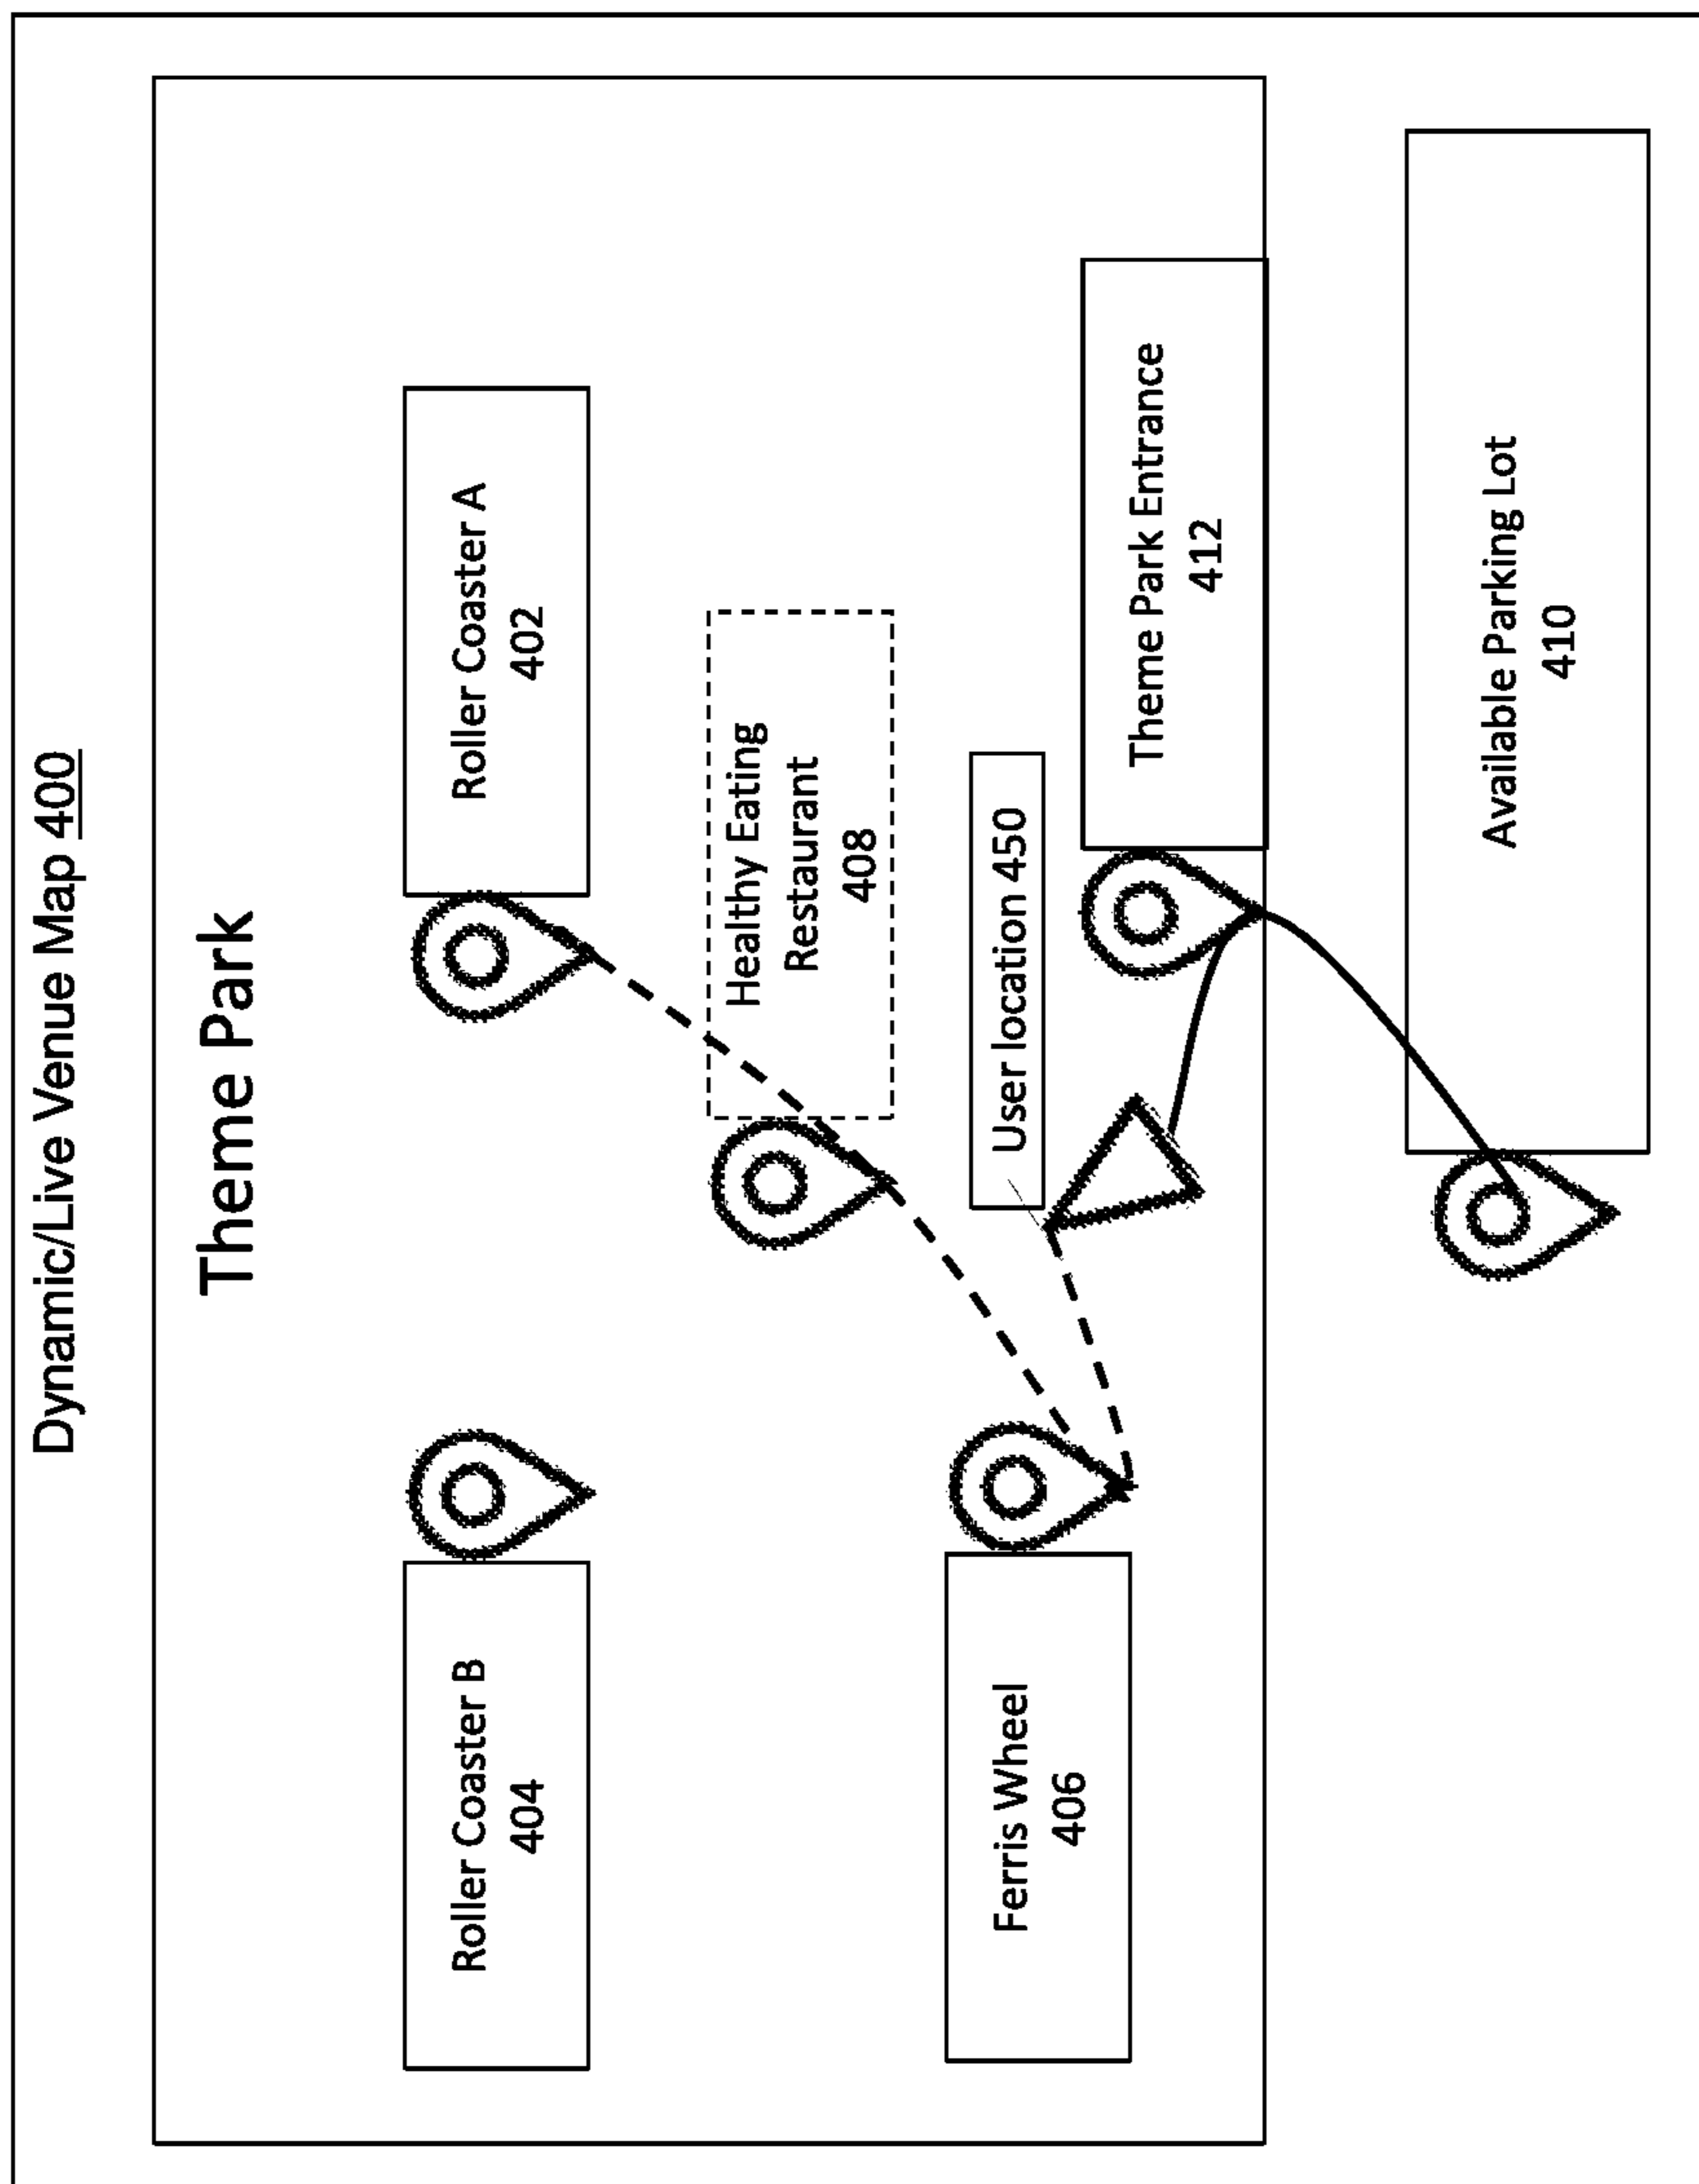 Dynamic/Live Venue Map 400
Theme Park
Roller Coaster B
404
Roller Coaster A
402
Healthy Eating
Restaurant
408
Ferris Wheel
406
User location 450
Theme Park Entrance
412
Available Parking Lot
410